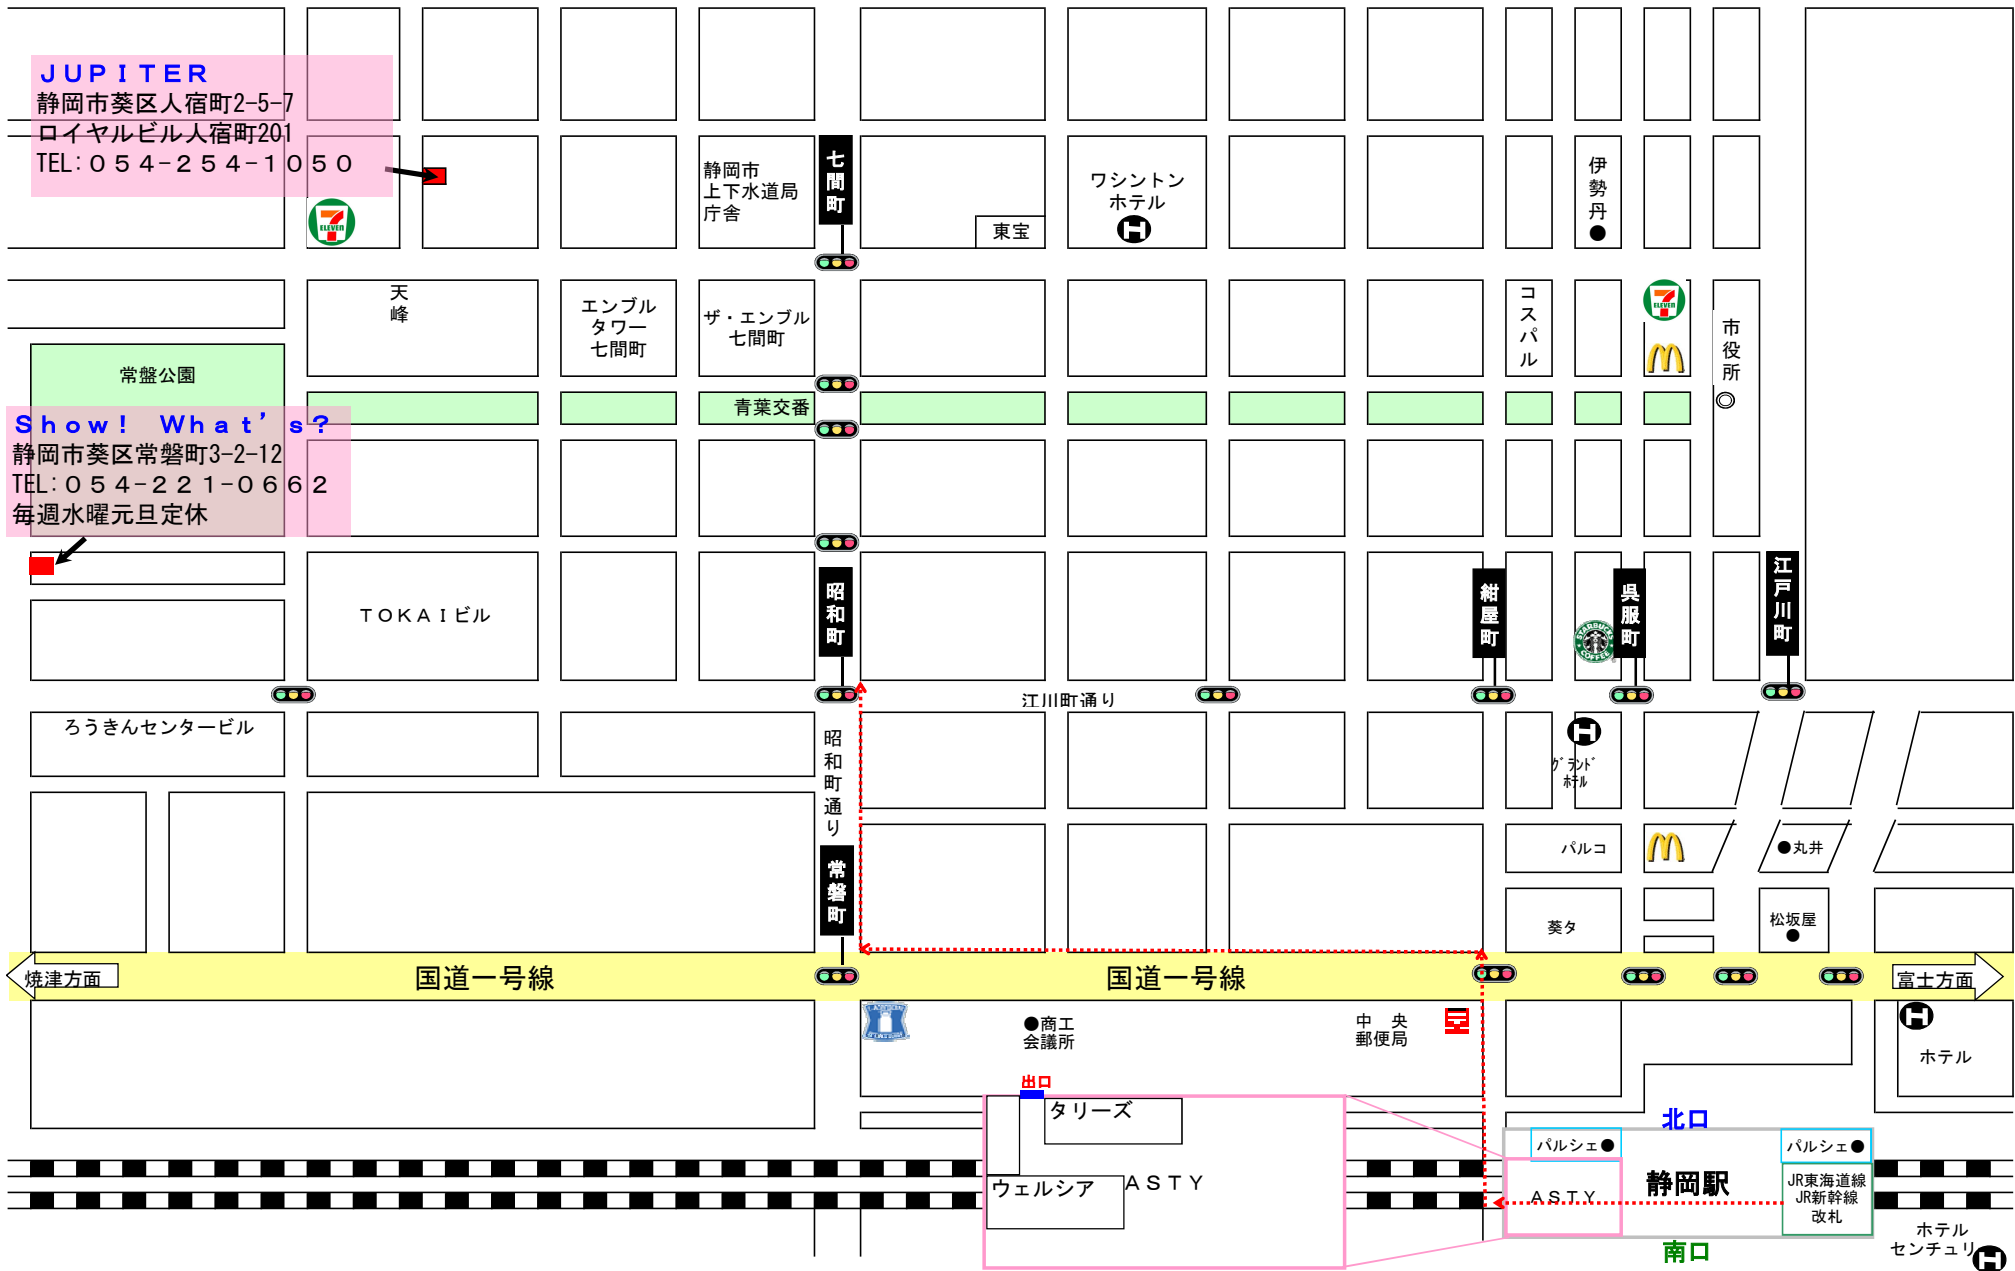 JUPITER
静岡市葵区人宿町2-5-7
ロイヤルビル人宿町201
TEL:054-254-1050
7
ELEVEN
静岡市
上下水道局
庁舎
七間町
東宝
ワシントン
ホテル
H
伊勢丹
天峰
エンブル
タワー
七間町
ザ・エンブル
七間町
コスパル
7
ELEVEN
市役所
常盤公園
青葉交番
Show! What's?
静岡市葵区常磐町3-2-12
TEL:054-221-0662
毎週水曜元旦定休
TOKAIビル
昭和町
紺屋町
STARBUCKS
COFFEE
呉服町
江戸川町
江川町通り
ろうきんセンタービル
昭和町通り
H
グランド
ホテル
常磐町
パルコ
●丸井
葵タ
松坂屋
焼津方面
国道一号線
国道一号線
富士方面
●商工
会議所
中 央
郵便局
H
ホテル
出口
タリーズ
ウェルシア
ASTY
北口
パルシェ●
パルシェ●
ASTY
静岡駅
JR東海道線
JR新幹線
改札
南口
ホテル
センチュリ
H